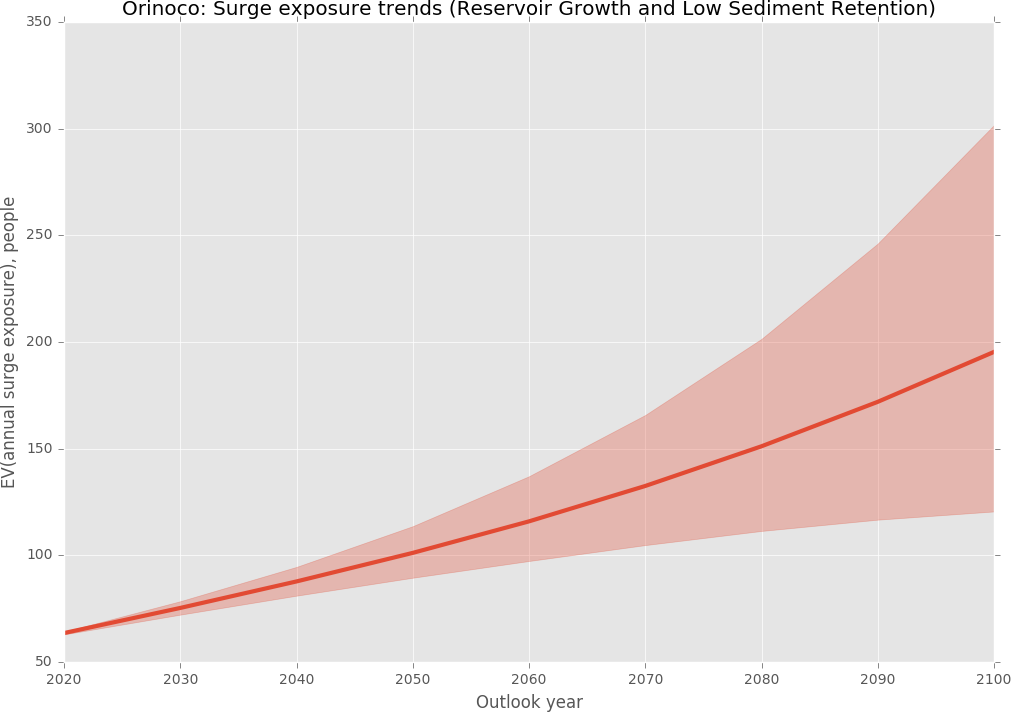 Orinoco: Surge exposure trends (Reservoir Growth and Low Sediment Retention)
350
300
250
200
150
100
50
EV(annual surge exposure), people
2020 2030 2040 2050 2060 2070 2080 2090 2100
Outlook year